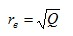 r_e = √Q